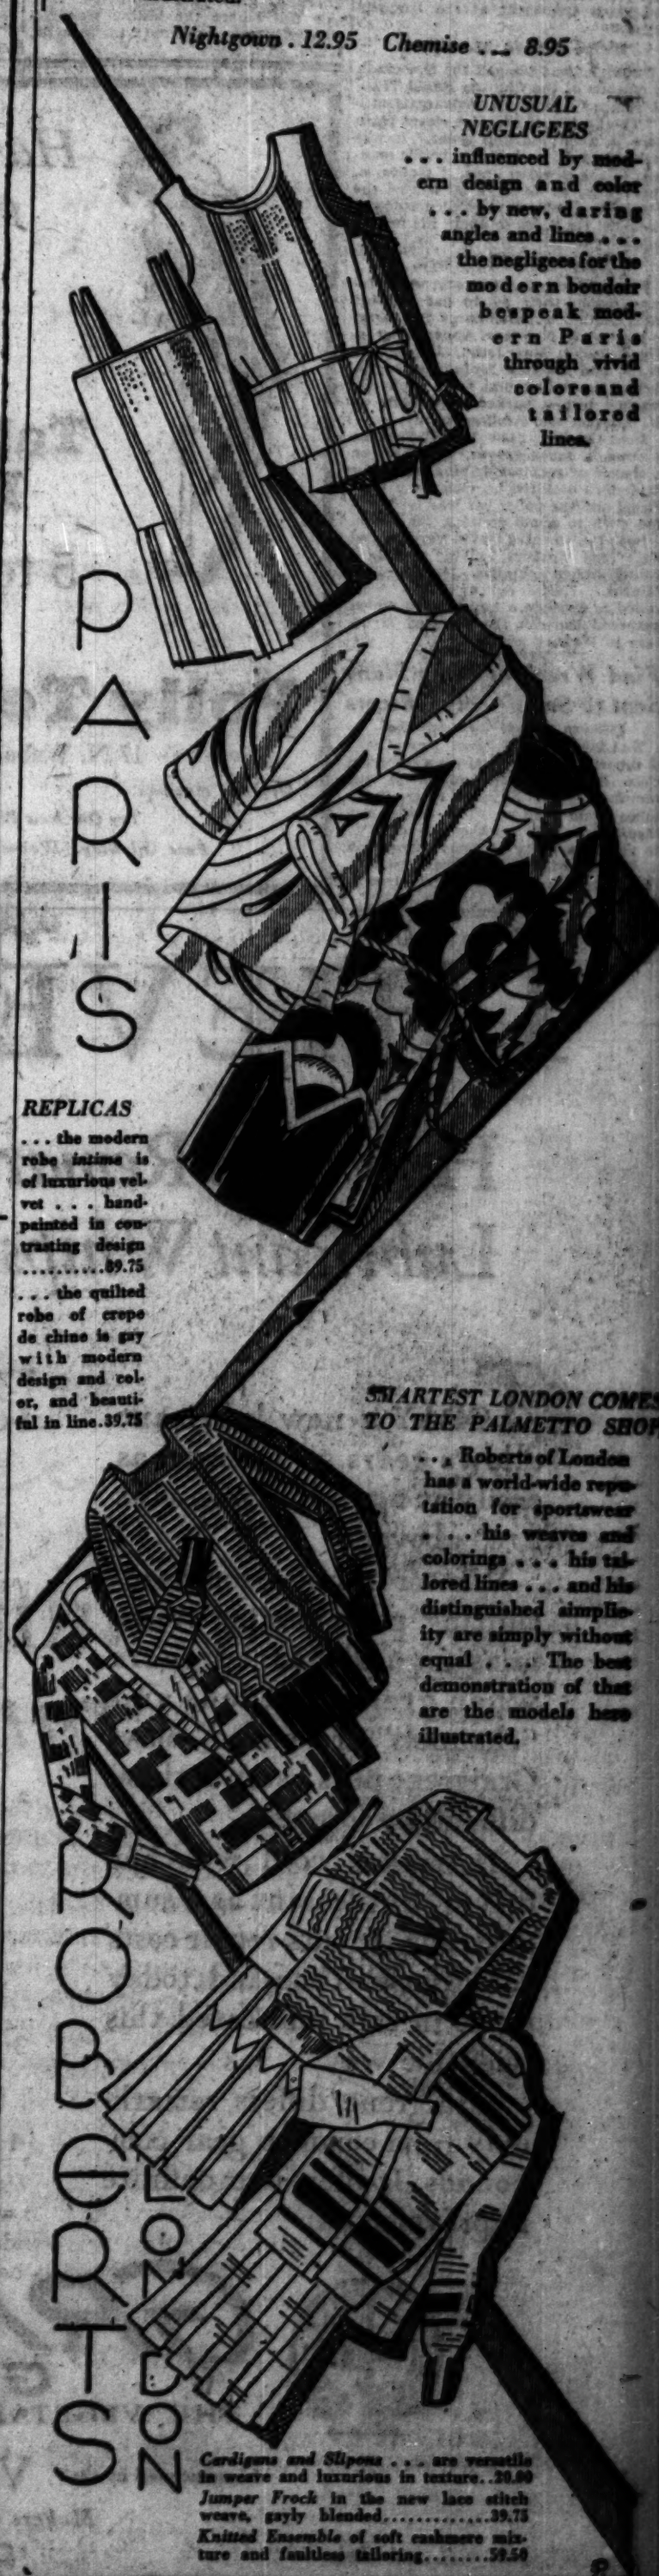 Nightgown . 12.95 Chemise ... 8.95
UNUSUAL
NEGLIGEES
... influenced by mod-
ern design and color
... by new, daring
angles and lines ...
the negligees for the
modern boudoir
bespeak mod-
ern Paris
through vivid
colors and
tailored
lines.
PARIS
REPLICAS
... the modern
robe intime is
of luxurious vel-
vet ... hand-
painted in con-
trasting design
..........89.75
... the quilted
robe of crepe
de chine is gay
with modern
design and col-
or, and beauti-
ful in line.39.75
SMARTEST LONDON COMES
TO THE PALMETTO SHOP
... Roberts of London
has a world-wide repu-
tation for sportswear
.... his weaves and
colorings ... his tai-
lored lines ... and his
distinguished simplic-
ity are simply without
equal ... The best
demonstration of that
are the models here
illustrated.
ROBERTS
LONDON
Cardigans and Slipons ... are versatile
in weave and luxurious in texture..20.00
Jumper Frock in the new lace stitch
weave, gayly blended.............39.75
Knitted Ensemble of soft cashmere mix-
ture and faultless tailoring........59.50